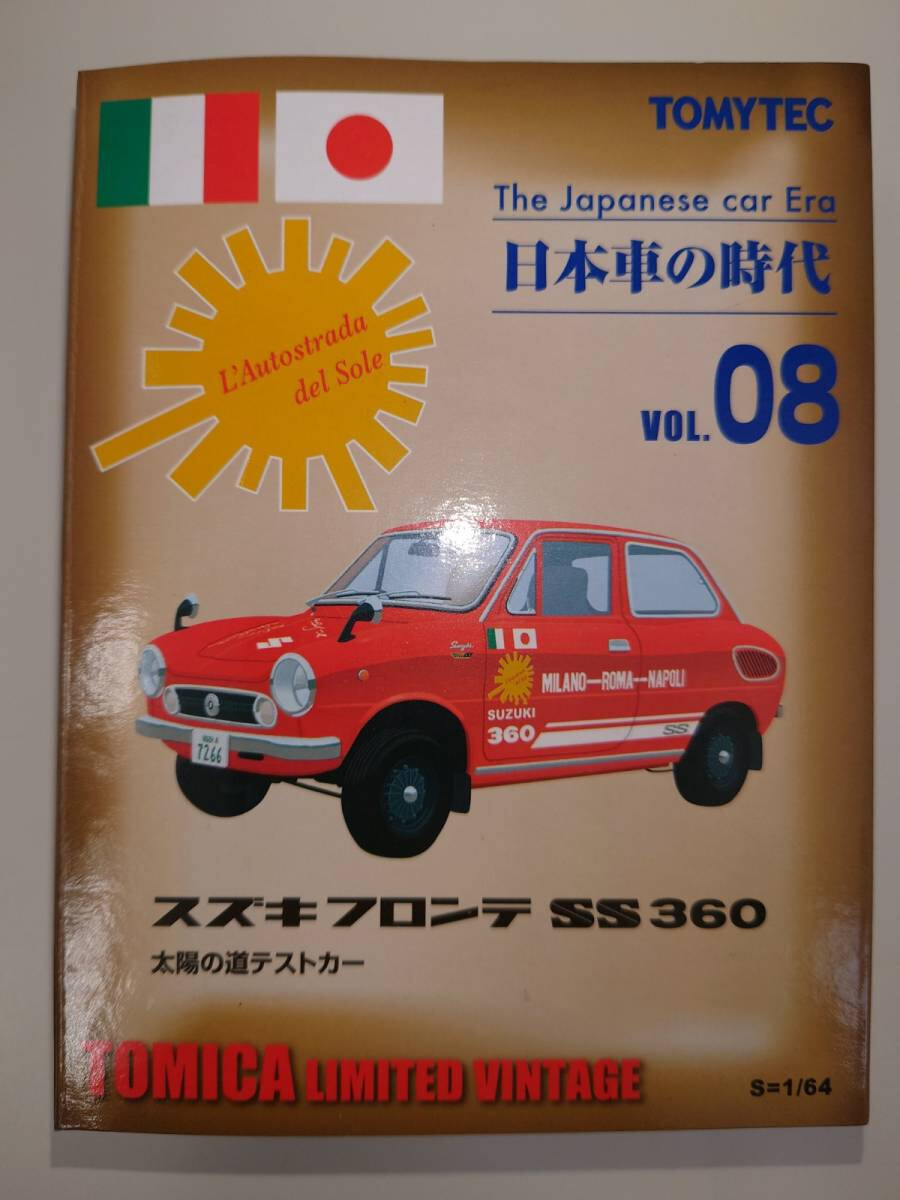 TOMYTEC
The Japanese car Era
日本車の時代
VOL.08
L'Autostrada
del Sole
MILANO—ROMA—NAPOLI
SUZUKI
360
SS
7266
スズキ フロンテ SS 360
太陽の道テストカー
TOMICA LIMITED VINTAGE
S=1/64